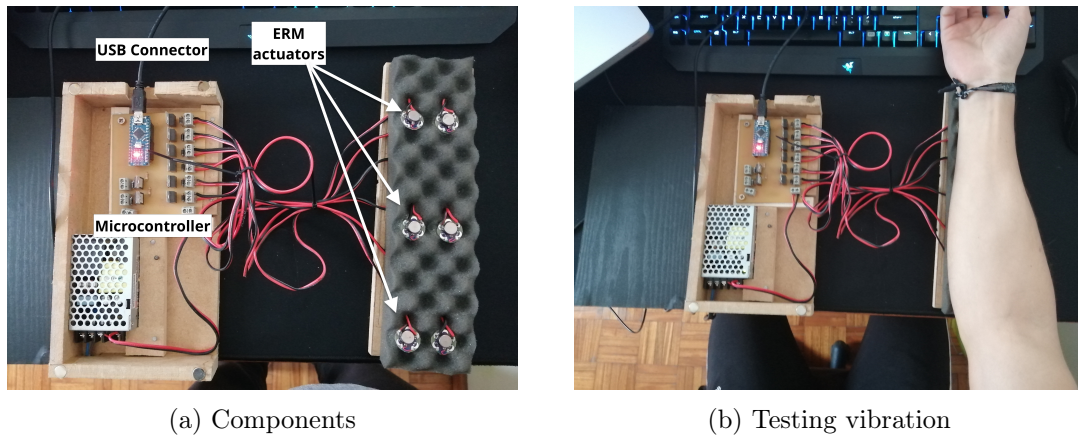 USB Connector
ERM
actuators
Microcontroller
(a) Components
(b) Testing vibration